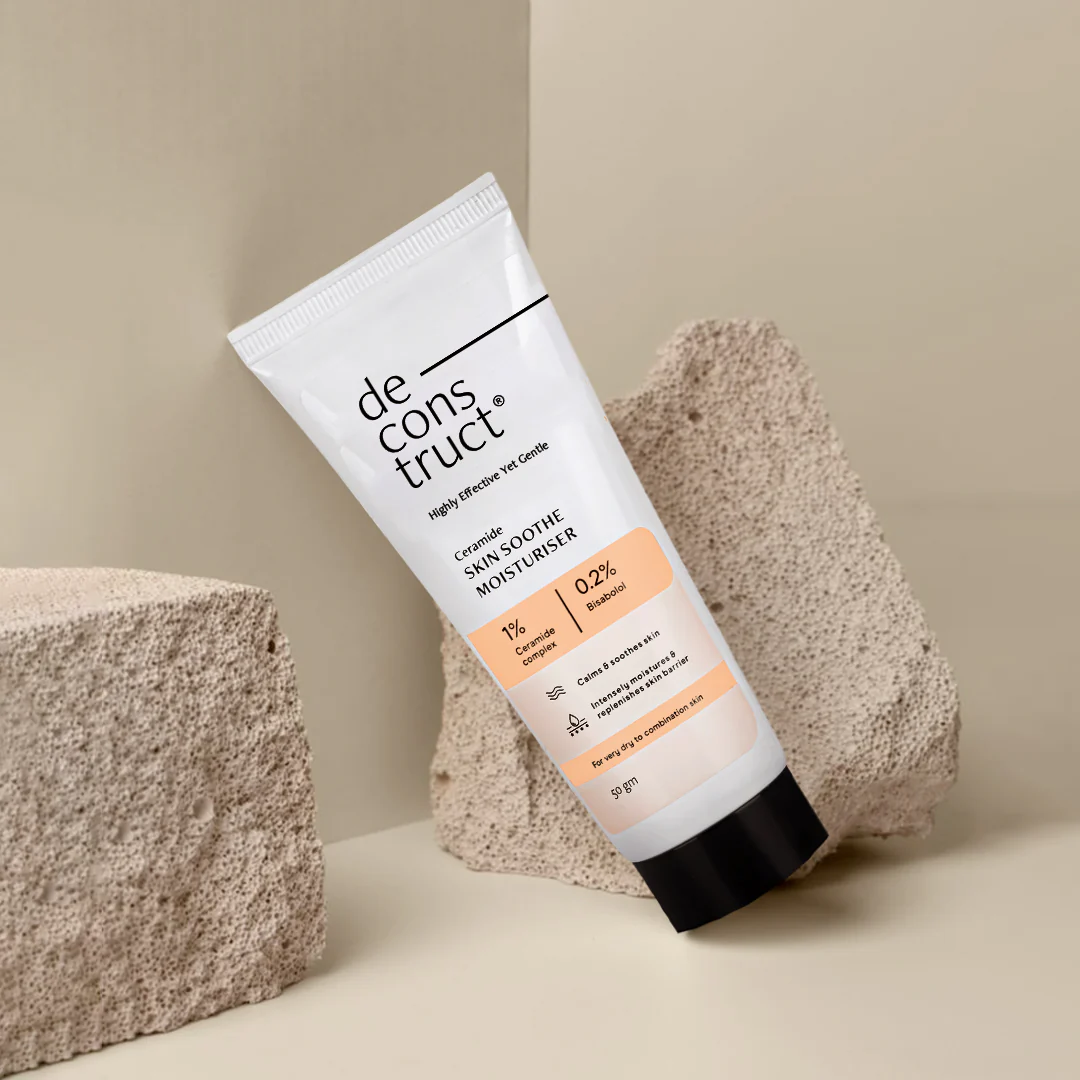 de
cons
truct®
Highly Effective Yet Gentle
Ceramide
SKIN SOOTHE
MOISTURISER
1%
Ceramide
complex
0.2%
Bisabolol
Calms & soothes skin
Intensely moistures &
replenishes skin barrier
For very dry to combination skin
50 gm